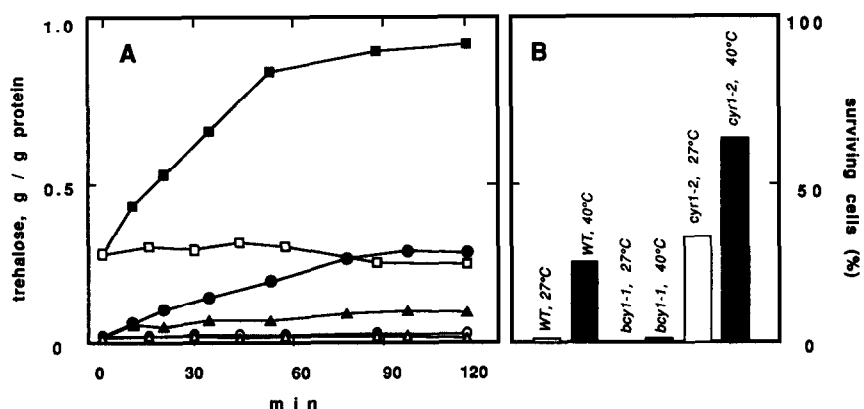 A
1.0
0.5
0
trehalose, g / g protein
0 30 60 90 120
min
B
WT, 27°C
WT, 40°C
bcy1-1, 27°C
bcy1-1, 40°C
cyr1-2, 27°C
cyr1-2, 40°C
100
50
0
surviving cells (%)